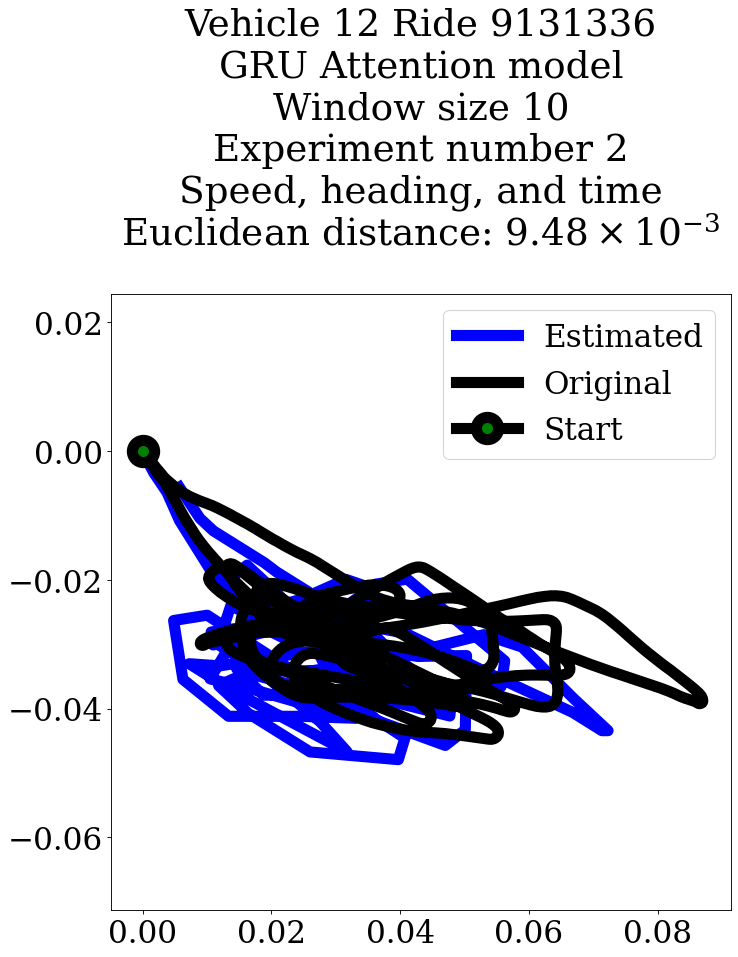 Vehicle 12 Ride 9131336
GRU Attention model
Window size 10
Experiment number 2
Speed, heading, and time
Euclidean distance: 9.48 × 10⁻³
Estimated
Original
Start
0.02
0.00
−0.02
−0.04
−0.06
0.00 0.02 0.04 0.06 0.08